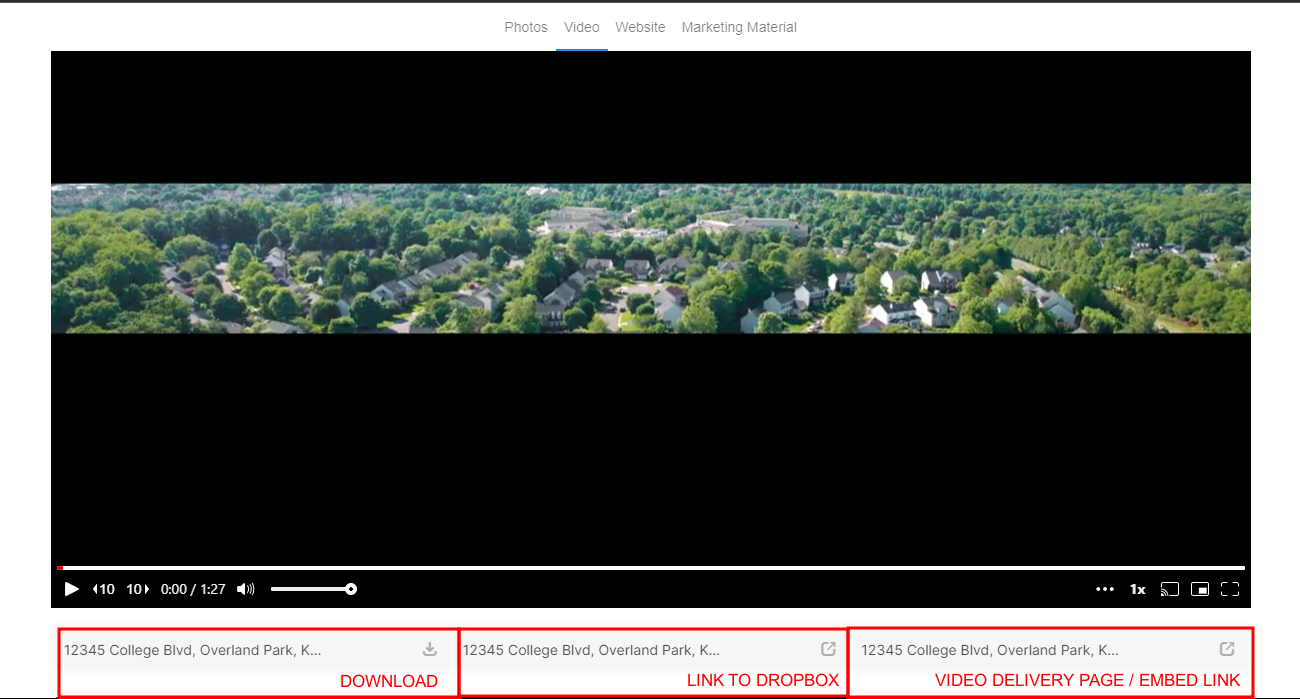 Photos Video Website Marketing Material
10 10 0:00 / 1:27 1x
12345 College Blvd, Overland Park, K... 12345 College Blvd, Overland Park, K... 12345 College Blvd, Overland Park, K...
DOWNLOAD LINK TO DROPBOX VIDEO DELIVERY PAGE / EMBED LINK